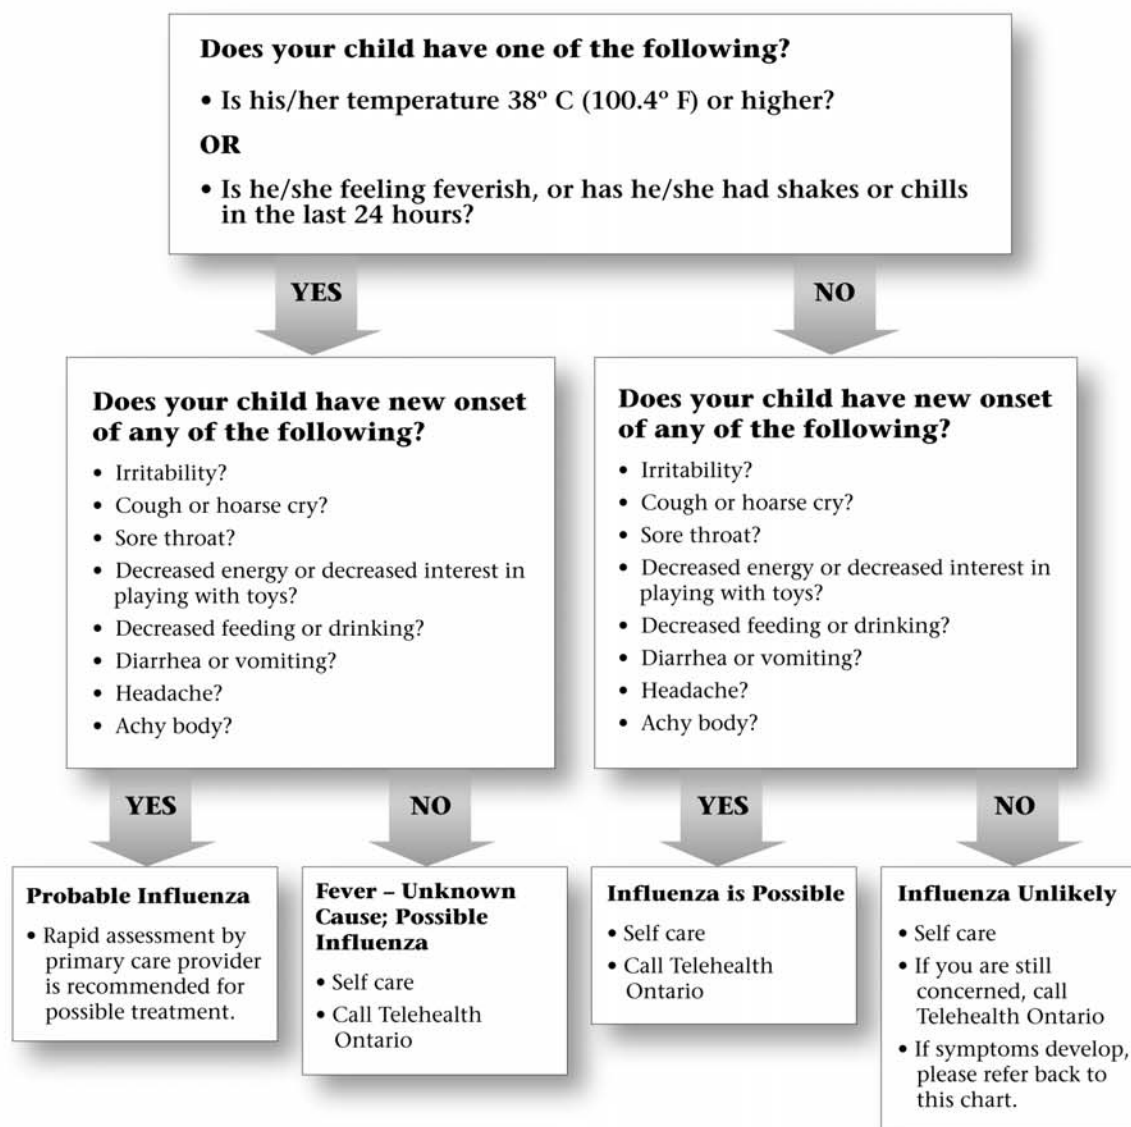 Does your child have one of the following?
• Is his/her temperature 38º C (100.4º F) or higher?
OR
• Is he/she feeling feverish, or has he/she had shakes or chills
in the last 24 hours?
YES
NO
Does your child have new onset
of any of the following?
• Irritability?
• Cough or hoarse cry?
• Sore throat?
• Decreased energy or decreased interest in
playing with toys?
• Decreased feeding or drinking?
• Diarrhea or vomiting?
• Headache?
• Achy body?
Does your child have new onset
of any of the following?
• Irritability?
• Cough or hoarse cry?
• Sore throat?
• Decreased energy or decreased interest in
playing with toys?
• Decreased feeding or drinking?
• Diarrhea or vomiting?
• Headache?
• Achy body?
YES
NO
YES
NO
Probable Influenza
• Rapid assessment by
primary care provider
is recommended for
possible treatment.
Fever – Unknown
Cause; Possible
Influenza
• Self care
• Call Telehealth
Ontario
Influenza is Possible
• Self care
• Call Telehealth
Ontario
Influenza Unlikely
• Self care
• If you are still
concerned, call
Telehealth Ontario
• If symptoms develop,
please refer back to
this chart.